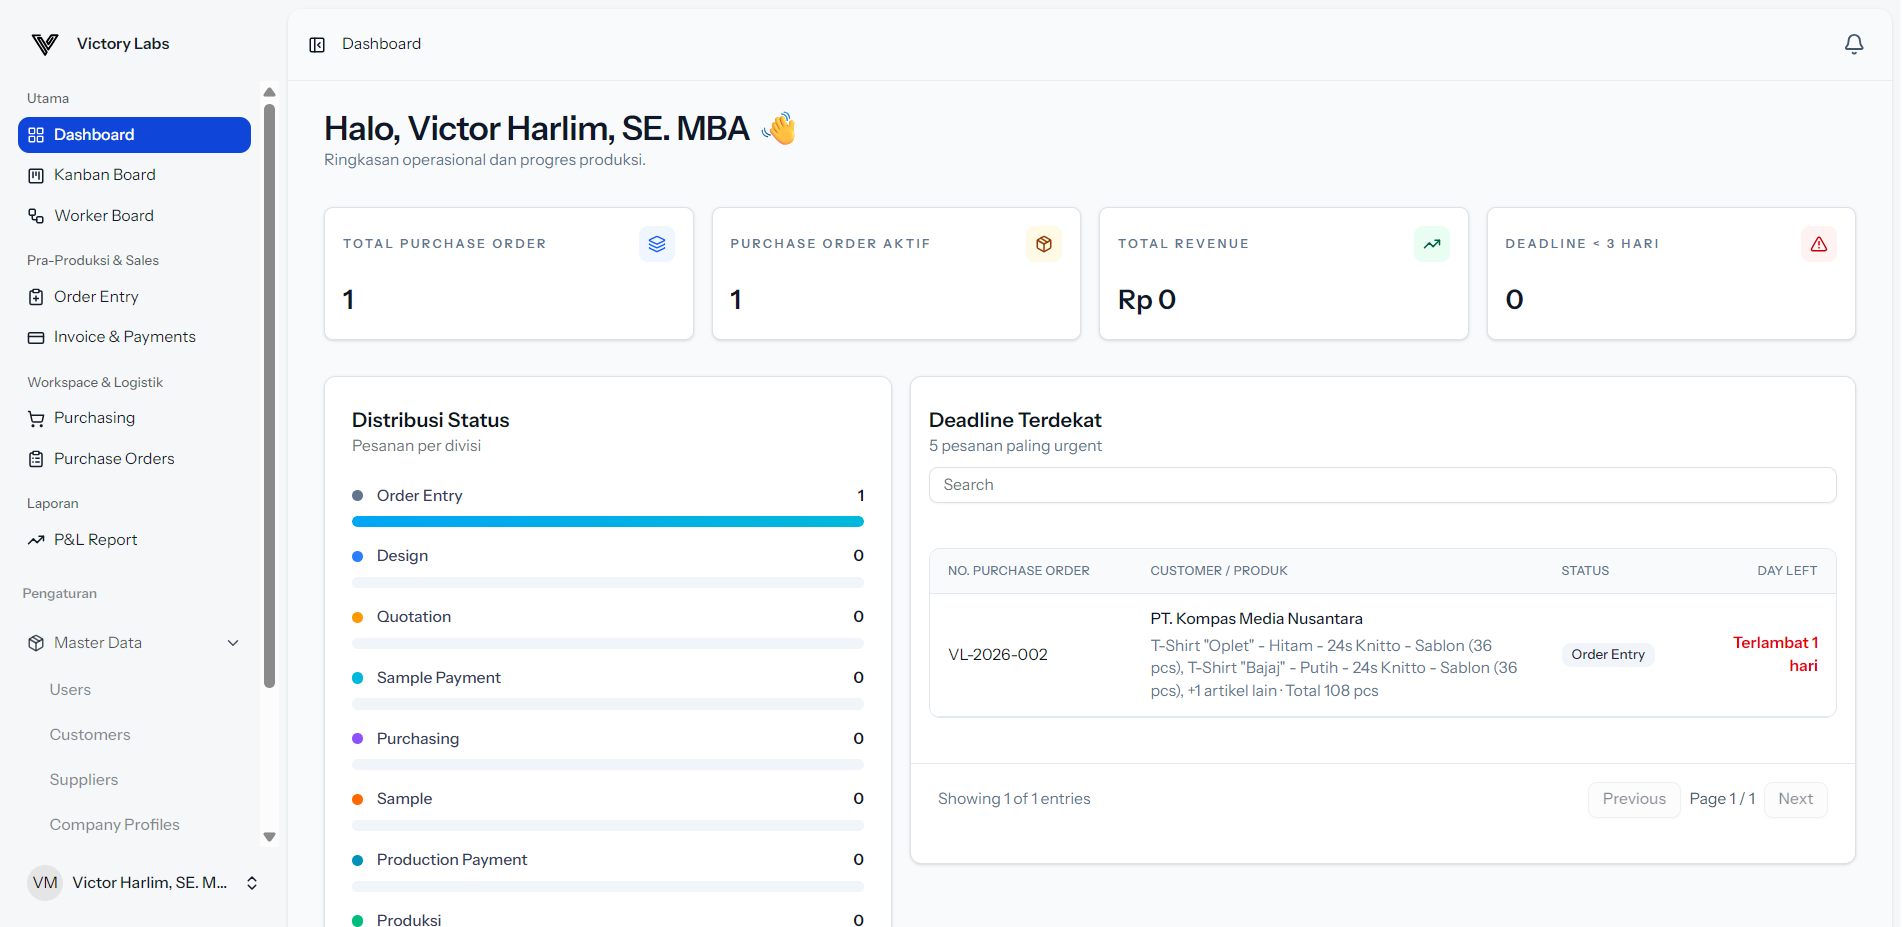 Victory Labs
Utama
Dashboard
Kanban Board
Worker Board
Pra-Produksi & Sales
Order Entry
Invoice & Payments
Workspace & Logistik
Purchasing
Purchase Orders
Laporan
P&L Report
Pengaturan
Master Data
Users
Customers
Suppliers
Company Profiles
VM
Victor Harlim, SE. M...
Dashboard
Halo, Victor Harlim, SE. MBA 👋
Ringkasan operasional dan progres produksi.
TOTAL PURCHASE ORDER
1
PURCHASE ORDER AKTIF
1
TOTAL REVENUE
Rp 0
DEADLINE < 3 HARI
0
Distribusi Status
Pesanan per divisi
Order Entry 1
Design 0
Quotation 0
Sample Payment 0
Purchasing 0
Sample 0
Production Payment 0
Produksi 0
Deadline Terdekat
5 pesanan paling urgent
Search
NO. PURCHASE ORDER CUSTOMER / PRODUK STATUS DAY LEFT
VL-2026-002
PT. Kompas Media Nusantara
T-Shirt "Oplet" - Hitam - 24s Knitto - Sablon (36
pcs), T-Shirt "Bajaj" - Putih - 24s Knitto - Sablon (36
pcs), +1 artikel lain · Total 108 pcs
Order Entry
Terlambat 1
hari
Showing 1 of 1 entries
Previous Page 1 / 1 Next